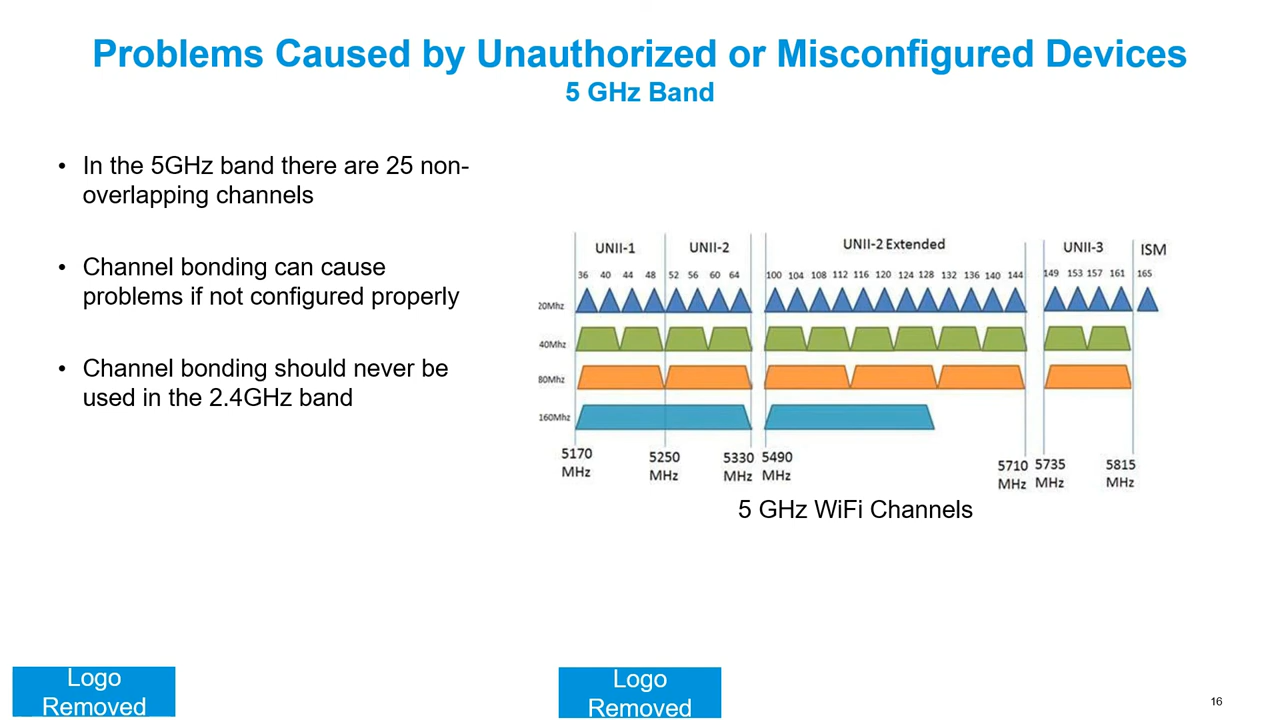 Problems Caused by Unauthorized or Misconfigured Devices
5 GHz Band
• In the 5GHz band there are 25 non-
overlapping channels
• Channel bonding can cause
problems if not configured properly
• Channel bonding should never be
used in the 2.4GHz band
UNII-1 UNII-2 UNII-2 Extended UNII-3 ISM
36 40 44 48 52 56 60 64 100 104 108 112 116 120 124 128 132 136 140 144 149 153 157 161 165
20Mhz
40Mhz
80Mhz
160Mhz
5170 MHz
5250 MHz
5330 MHz
5490 MHz
5710 MHz
5735 MHz
5815 MHz
5 GHz WiFi Channels
Logo
Removed
Logo
Removed
16